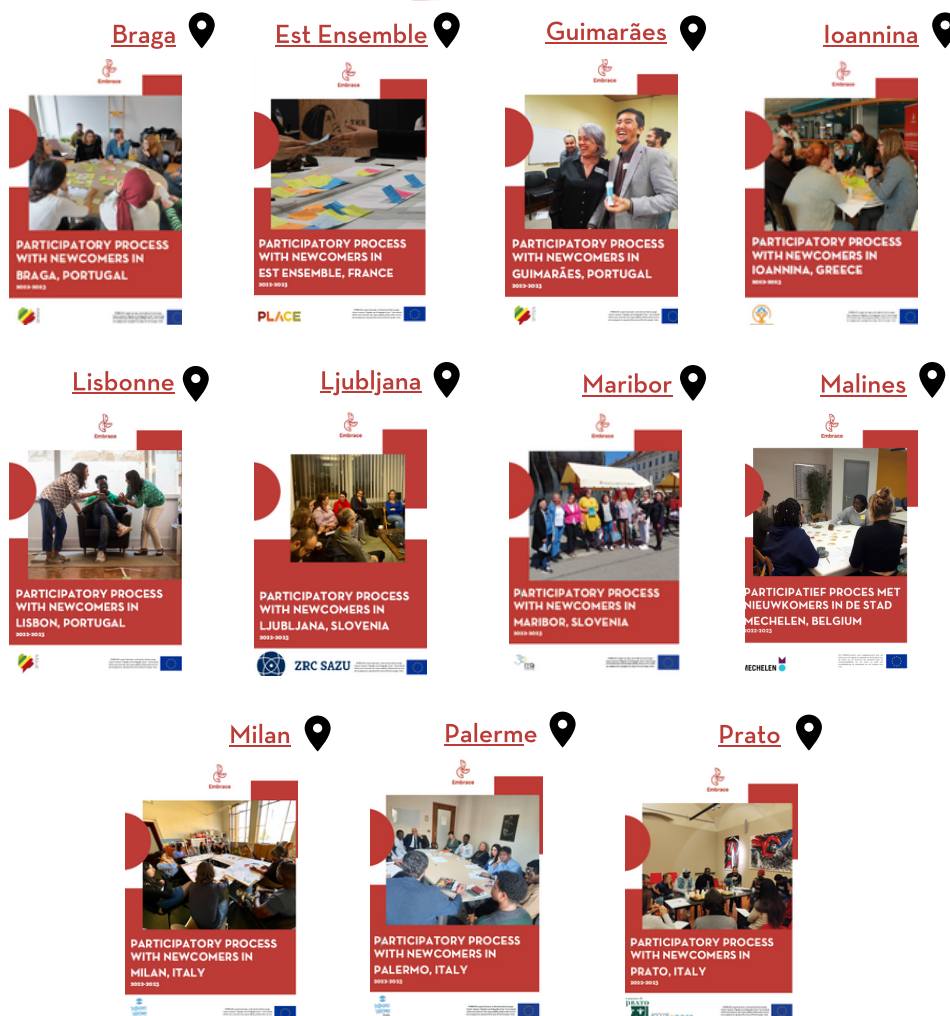 Braga
Est Ensemble
Guimarães
Ioannina
Embrace
PARTICIPATORY PROCESS
WITH NEWCOMERS IN
BRAGA, PORTUGAL
2022-2023
Embrace
PARTICIPATORY PROCESS
WITH NEWCOMERS IN
EST ENSEMBLE, FRANCE
2022-2023
PLACE
Embrace
PARTICIPATORY PROCESS
WITH NEWCOMERS IN
GUIMARÃES, PORTUGAL
2022-2023
Embrace
PARTICIPATORY PROCESS
WITH NEWCOMERS IN
IOANNINA, GREECE
2022-2023
Lisbonne
Ljubljana
Maribor
Malines
Embrace
PARTICIPATORY PROCESS
WITH NEWCOMERS IN
LISBON, PORTUGAL
2022-2023
Embrace
PARTICIPATORY PROCESS
WITH NEWCOMERS IN
LJUBLJANA, SLOVENIA
2022-2023
ZRC SAZU
Embrace
PARTICIPATORY PROCESS
WITH NEWCOMERS IN
MARIBOR, SLOVENIA
2022-2023
Embrace
PARTICIPATIEF PROCES MET
NIEUWKOMERS IN DE STAD
MECHELEN, BELGIUM
2022-2023
MECHELEN
Milan
Palerme
Prato
Embrace
PARTICIPATORY PROCESS
WITH NEWCOMERS IN
MILAN, ITALY
2022-2023
Embrace
PARTICIPATORY PROCESS
WITH NEWCOMERS IN
PALERMO, ITALY
2022-2023
Embrace
PARTICIPATORY PROCESS
WITH NEWCOMERS IN
PRATO, ITALY
2022-2023
PRATO